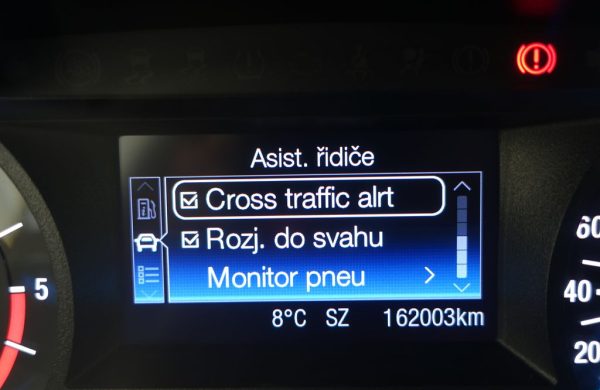 Asist. řidiče
Cross traffic alrt
Rozj. do svahu
Monitor pneu
8°C SZ 162003km
5
60
40
20